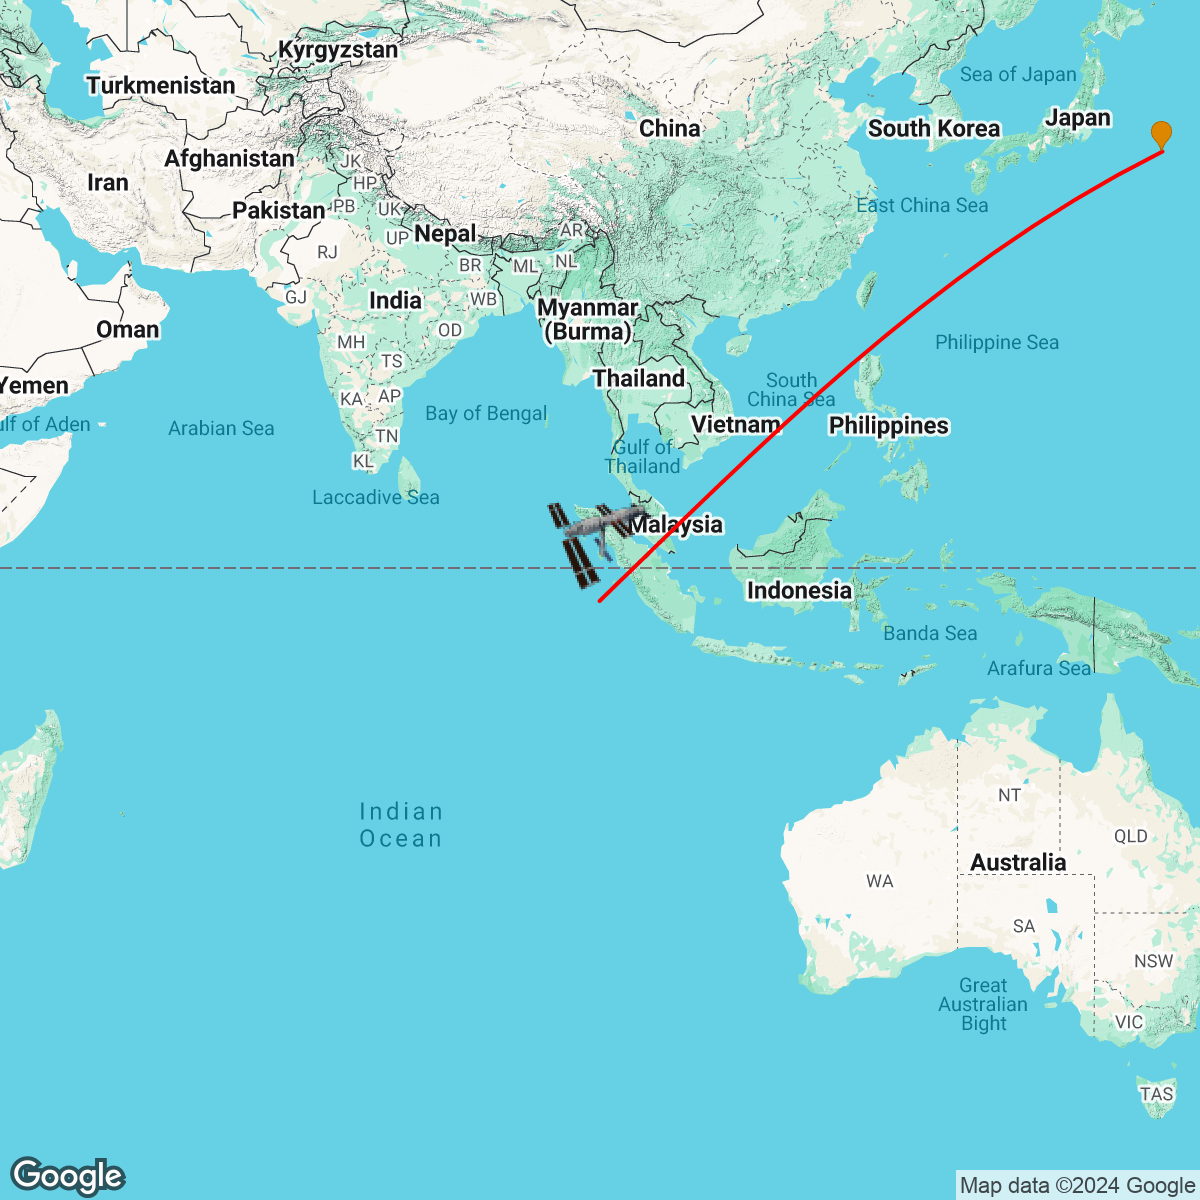 Kyrgyzstan
Sea of Japan
Turkmenistan
Japan
China
South Korea
Afghanistan
JK
Iran
HP
Pakistan
PB
UK
East China Sea
Nepal
AR
UP
RJ
BR
ML
NL
GJ
India
WB
Myanmar
(Burma)
Oman
OD
MH
Philippine Sea
TS
Thailand
South
China Sea
Yemen
KA
AP
Bay of Bengal
ulf of Aden
Arabian Sea
Vietnam
Philippines
TN
Gulf of
Thailand
KL
Laccadive Sea
Malaysia
Indonesia
Banda Sea
Arafura Sea
Indian
Ocean
NT
QLD
Australia
WA
SA
NSW
Great
Australian
Bight
VIC
TAS
Google
Map data ©2024 Google